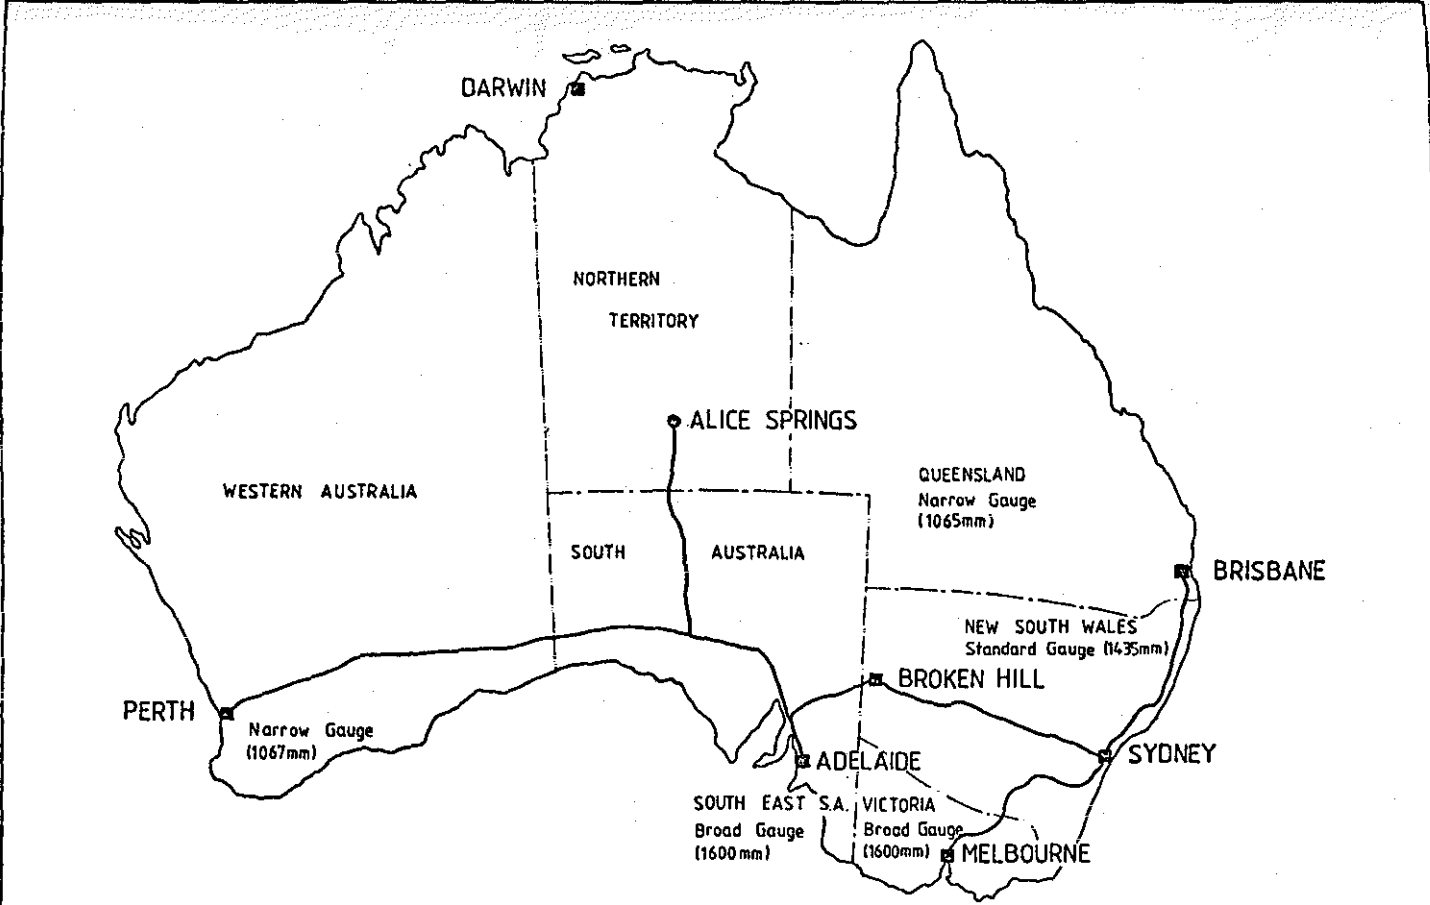 DARWIN
NORTHERN
TERRITORY
ALICE SPRINGS
WESTERN AUSTRALIA
QUEENSLAND
Narrow Gauge
(1065mm)
SOUTH AUSTRALIA
BRISBANE
NEW SOUTH WALES
Standard Gauge (1435mm)
BROKEN HILL
PERTH
Narrow Gauge
(1067mm)
SYDNEY
ADELAIDE
SOUTH EAST S.A.
Broad Gauge
(1600mm)
VICTORIA
Broad Gauge
(1600mm)
MELBOURNE